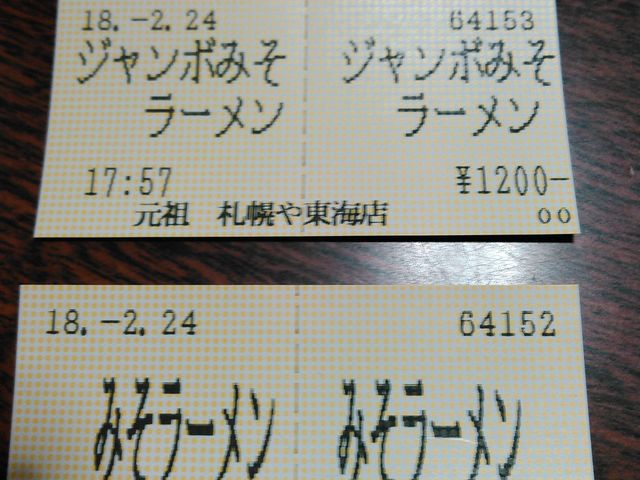 18.-2.24 64153
ジャンボみそ ジャンボみそ
ラーメン ラーメン
17:57 ¥1200-
元祖 札幌や東海店 00
18.-2.24 64152
みそラーメン みそラーメン